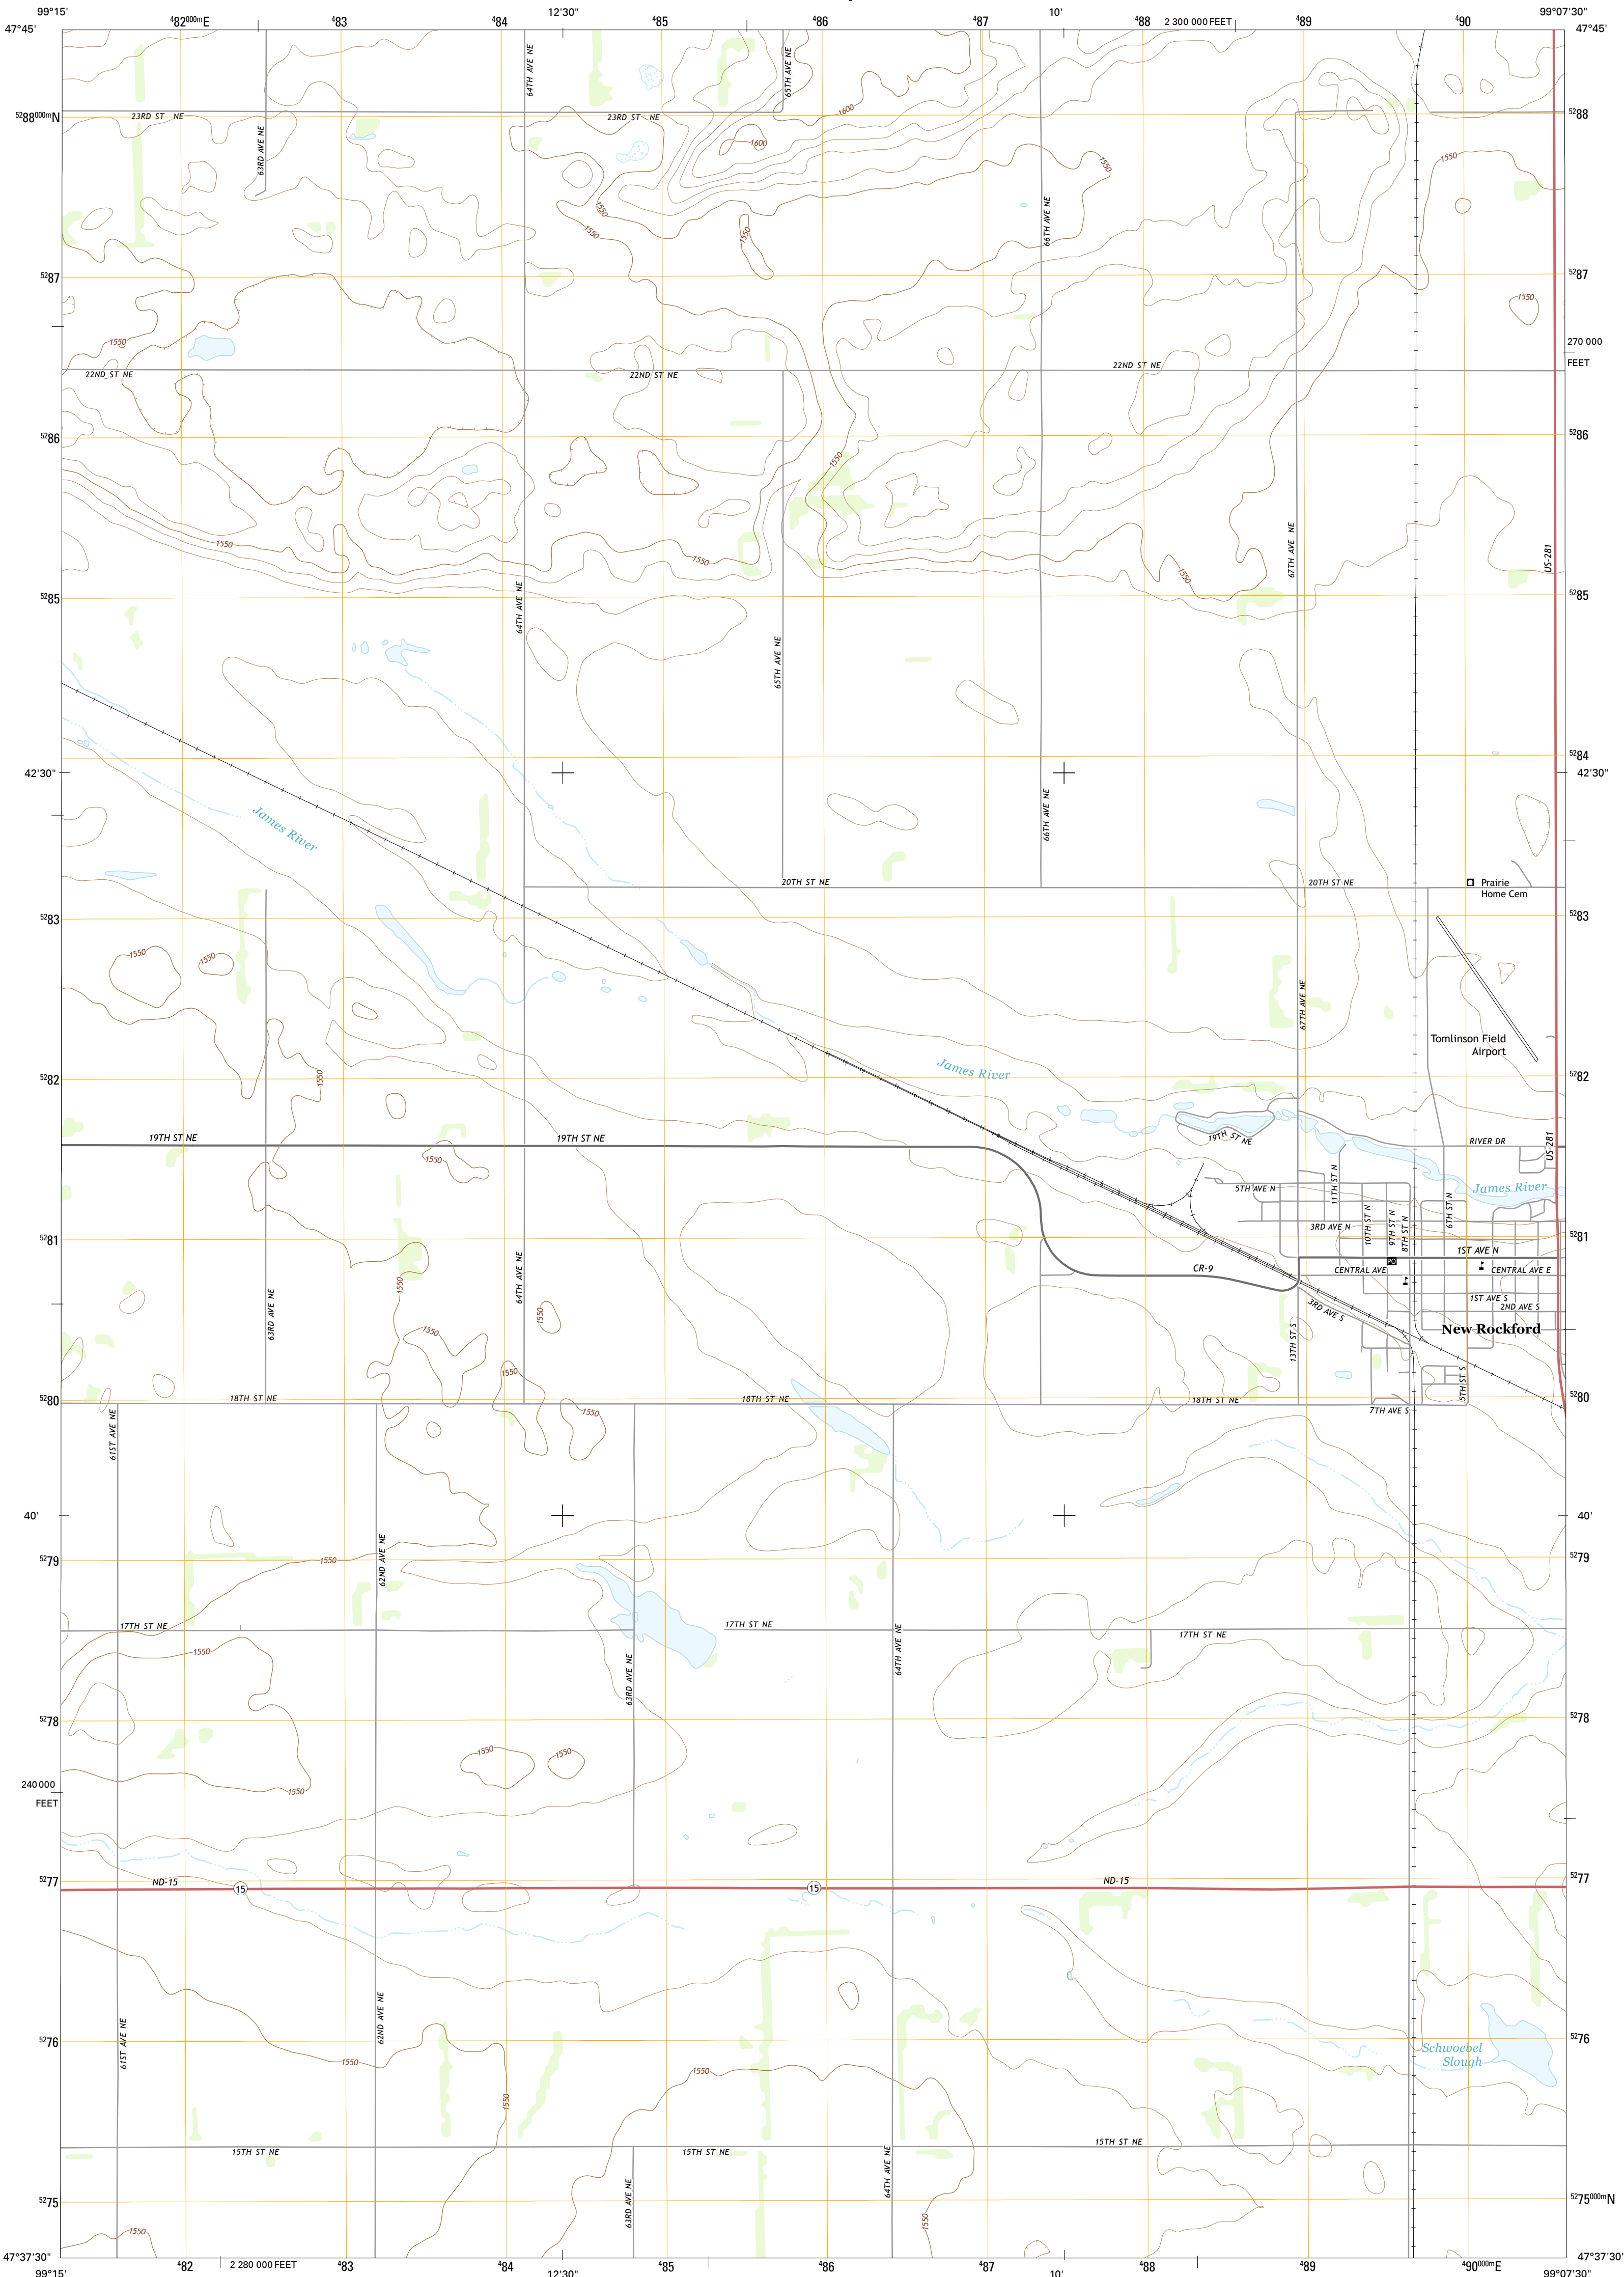 99°15'
482000mE
483
12'30"
485
486
487
10'
488
2 300 000 FEET
489
490
99°07'30"
47°45'
47°45'
64TH AVE NE
65TH AVE NE
1600
5288000mN
23RD ST NE
23RD ST NE
5288
63RD AVE NE
1600
1550
1550
1550
1550
1550
66TH AVE NE
5287
5287
1550
1550
270 000
FEET
22ND ST NE
22ND ST NE
22ND ST NE
5286
5286
1550
1550
1550
1550
67TH AVE NE
US-281
5285
5285
64TH AVE NE
65TH AVE NE
5284
42'30"
42'30"
James River
66TH AVE NE
20TH ST NE
20TH ST NE
Prairie
Home Cem
5283
5283
1550
1550
67TH AVE NE
Tomlinson Field
Airport
James River
5282
5282
1550
19TH ST NE
19TH ST NE
19TH ST NE
RIVER DR
US-281
1550
11TH ST N
5TH AVE N
James River
10TH ST N
9TH ST N
8TH ST N
6TH ST N
3RD AVE N
5281
5281
1ST AVE N
CR-9
PO
CENTRAL AVE
CENTRAL AVE E
64TH AVE NE
1550
1ST AVE S
2ND AVE S
3RD AVE S
63RD AVE NE
1550
1550
New Rockford
13TH ST S
1550
5TH ST S
5280
5280
18TH ST NE
18TH ST NE
18TH ST NE
7TH AVE S
1550
61ST AVE NE
40'
40'
5279
5279
1550
62ND AVE NE
17TH ST NE
17TH ST NE
17TH ST NE
1550
63RD AVE NE
64TH AVE NE
5278
5278
1550
1550
240 000
FEET
1550
5277
5277
ND-15
15
15
ND-15
62ND AVE NE
61ST AVE NE
5276
5276
Schwoebel
Slough
1550
1550
1550
15TH ST NE
15TH ST NE
15TH ST NE
64TH AVE NE
63RD AVE NE
5275
5275000mN
1550
1550
47°37'30"
47°37'30"
482
2 280 000 FEET
483
484
485
486
487
488
489
490000mE
99°15'
12'30"
10'
99°07'30"
484